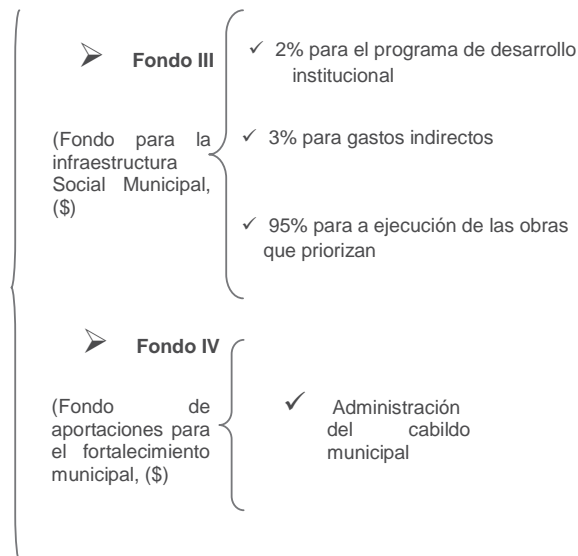 Fondo III
(Fondo para la
infraestructura
Social Municipal,
($)
✓ 2% para el programa de desarrollo
institucional
✓ 3% para gastos indirectos
✓ 95% para a ejecución de las obras
que priorizan
Fondo IV
(Fondo de
aportaciones para
el fortalecimiento
municipal, ($)
✓ Administración
del cabildo
municipal